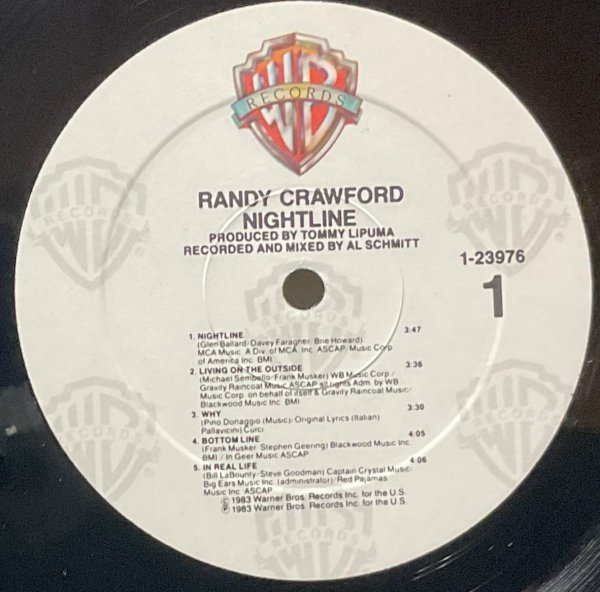 WB
RECORDS
RANDY CRAWFORD
NIGHTLINE
PRODUCED BY TOMMY LIPUMA
RECORDED AND MIXED BY AL SCHMITT
1-23976
1
1. NIGHTLINE 3:47
(Glen Ballard/Davey Faragher/Brie Howard)
MCA Music, A Div. of MCA, Inc. ASCAP/Music Corp.
of America Inc. BMI
2. LIVING ON THE OUTSIDE 3:36
(Michael Sembello/Frank Musker) WB Music Corp./
Gravity Raincoat Music ASCAP all rights Adm. by WB
Music Corp. on behalf of itself & Gravity Raincoat Music/
Blackwood Music Inc. BMI
3. WHY 3:30
(Pino Donaggio (Music)/Original Lyrics (Italian)
Pallavicini) Curci
4. BOTTOM LINE 4:05
(Frank Musker-Stephen Geering) Blackwood Music Inc.
BMI / In Geer Music ASCAP
5. IN REAL LIFE 4:06
(Bill LaBounty/Steve Goodman) Captain Crystal Music/
Big Ears Music Inc. (administrator)/Red Pajamas
Music Inc. ASCAP
© 1983 Warner Bros. Records Inc. for the U.S.
℗ 1983 Warner Bros. Records Inc. for the U.S.